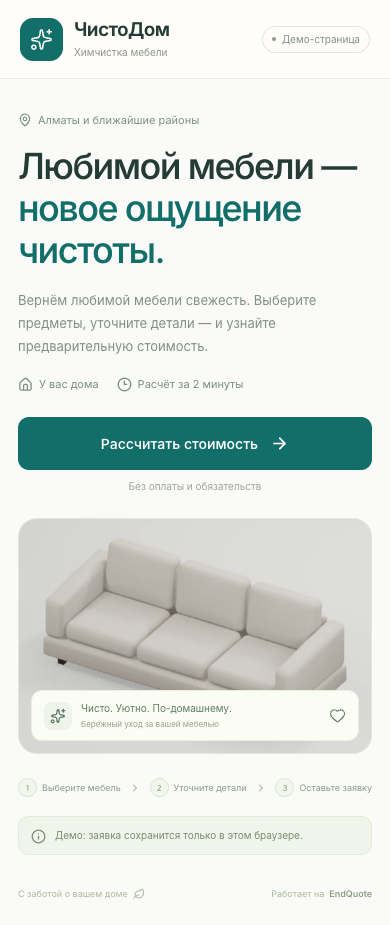 ЧистоДом
Химчистка мебели
Демо-страница
Алматы и ближайшие районы
Любимой мебели —
новое ощущение
чистоты.
Вернём любимой мебели свежесть. Выберите
предметы, уточните детали — и узнайте
предварительную стоимость.
У вас дома
Расчёт за 2 минуты
Рассчитать стоимость
Без оплаты и обязательств
Чисто. Уютно. По-домашнему.
Бережный уход за вашей мебелью
1 Выберите мебель
2 Уточните детали
3 Оставьте заявку
Демо: заявка сохранится только в этом браузере.
С заботой о вашем доме
Работает на EndQuote